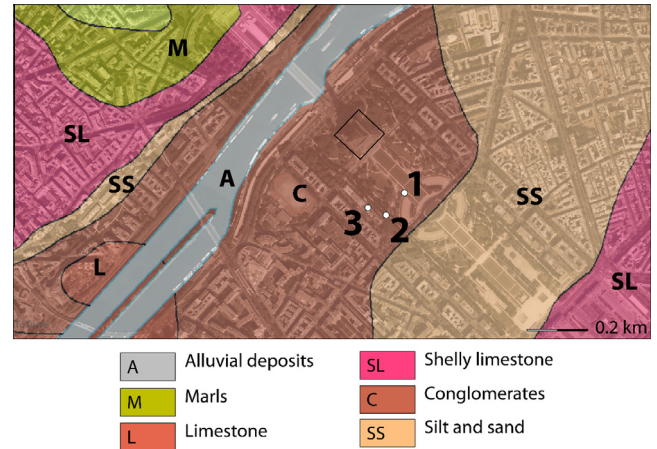 M
SL
SS
A
C
1
SS
3
2
L
SL
0.2 km
A Alluvial deposits
SL Shelly limestone
M Marls
C Conglomerates
L Limestone
SS Silt and sand